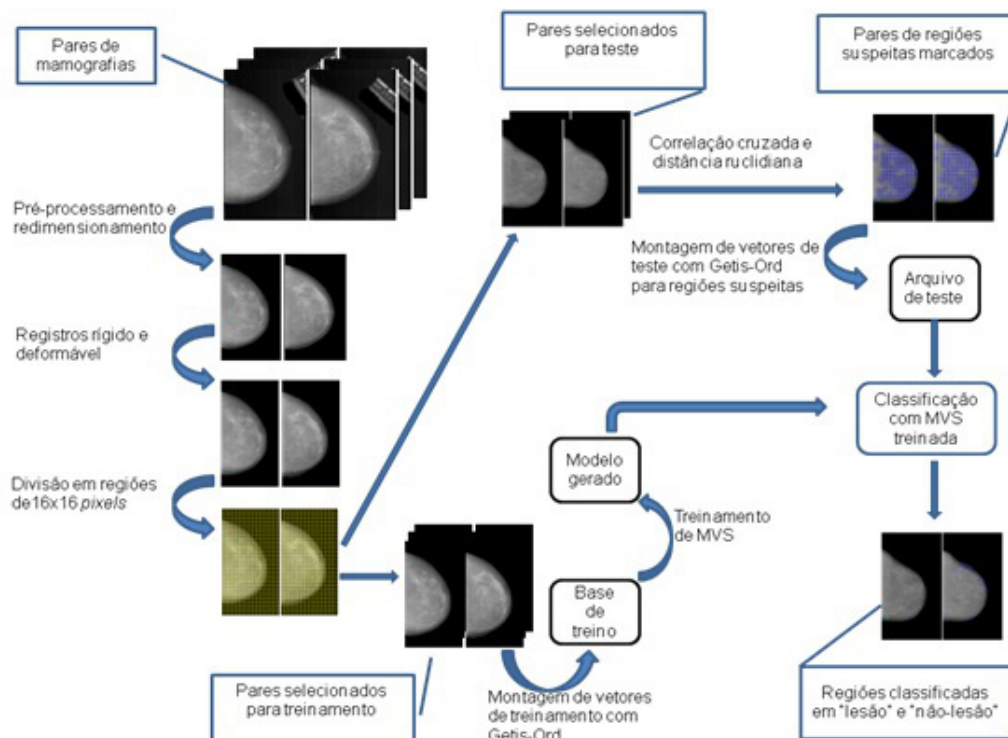 Pares de
mamografias
Pré-processamento e
redimensionamento
Registros rígido e
deformável
Divisão em regiões
de16x16 pixels
Pares selecionados
para treinamento
Montagem de vetores
de treinamento com
Getis-Ord
Base
de
treino
Treinamento
de MVS
Modelo
gerado
Pares selecionados
para teste
Correlação cruzada e
distância ruclidiana
Pares de regiões
suspeitas marcados
Montagem de vetores de
teste com Getis-Ord
para regiões suspeitas
Arquivo
de teste
Classificação
com MVS
treinada
Regiões classificadas
em "lesão" e "não-lesão"